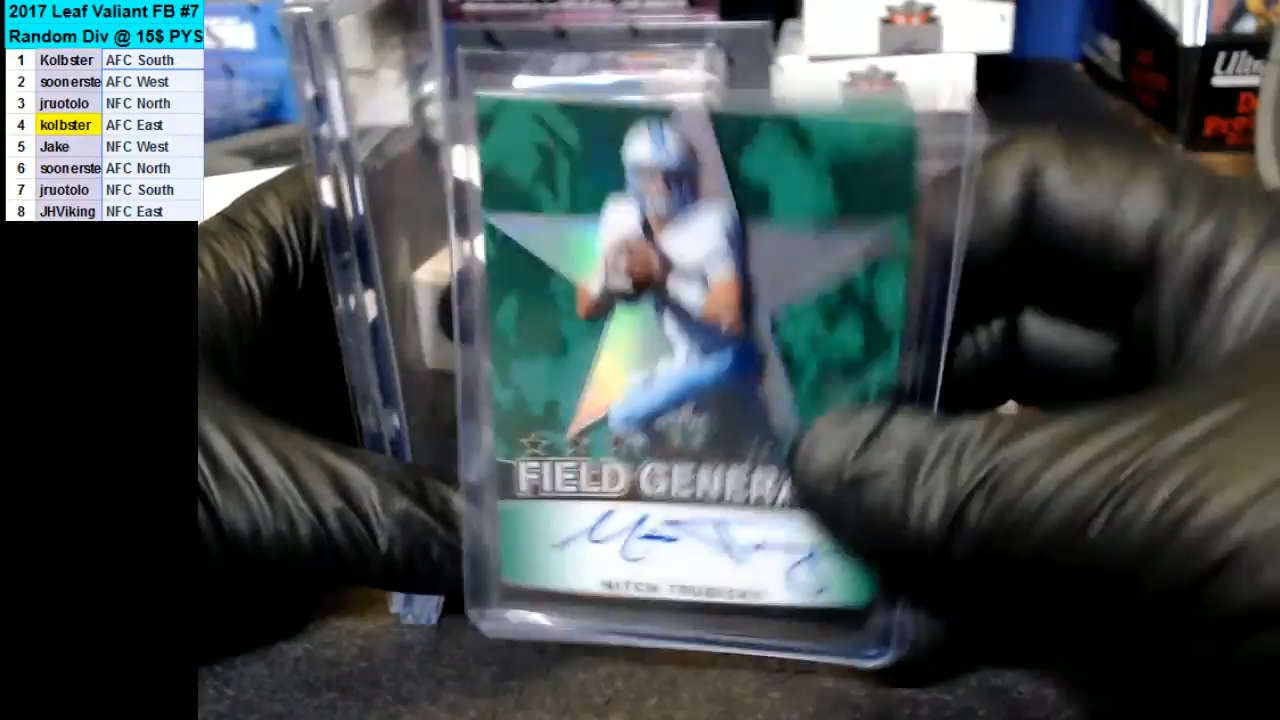 2017 Leaf Valiant FB #7
Random Div @ 15$ PYS
1 Kolbster AFC South
2 soonerste AFC West
3 jruotolo NFC North
4 kolbster AFC East
5 Jake NFC West
6 soonerste AFC North
7 jruotolo NFC South
8 JHViking NFC East
FIELD GENERA
MITCH TRUBISKY